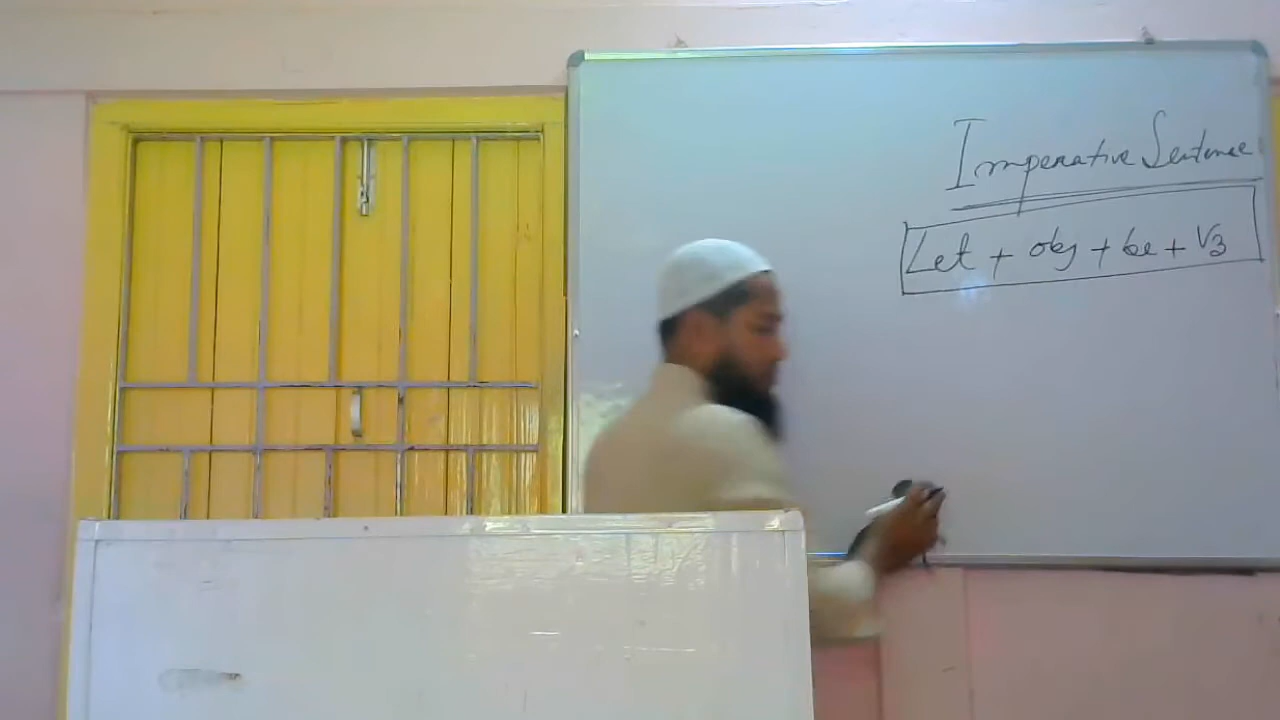 Imperative Sentence
Let + obj + be + V3